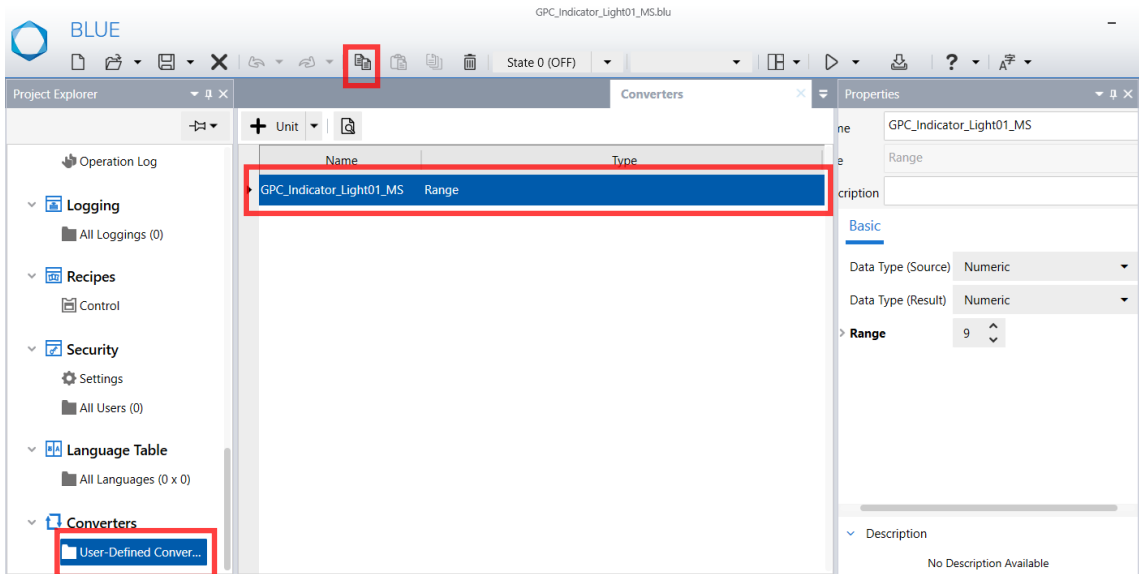 GPC_Indicator_Light01_MS.blu
BLUE
State 0 (OFF)
Project Explorer
Operation Log
Logging
All Loggings (0)
Recipes
Control
Security
Settings
All Users (0)
Language Table
All Languages (0 x 0)
Converters
User-Defined Conver...
Converters
Unit
Name Type
GPC_Indicator_Light01_MS Range
Properties
me GPC_Indicator_Light01_MS
e Range
cription
Basic
Data Type (Source) Numeric
Data Type (Result) Numeric
Range 9
Description
No Description Available